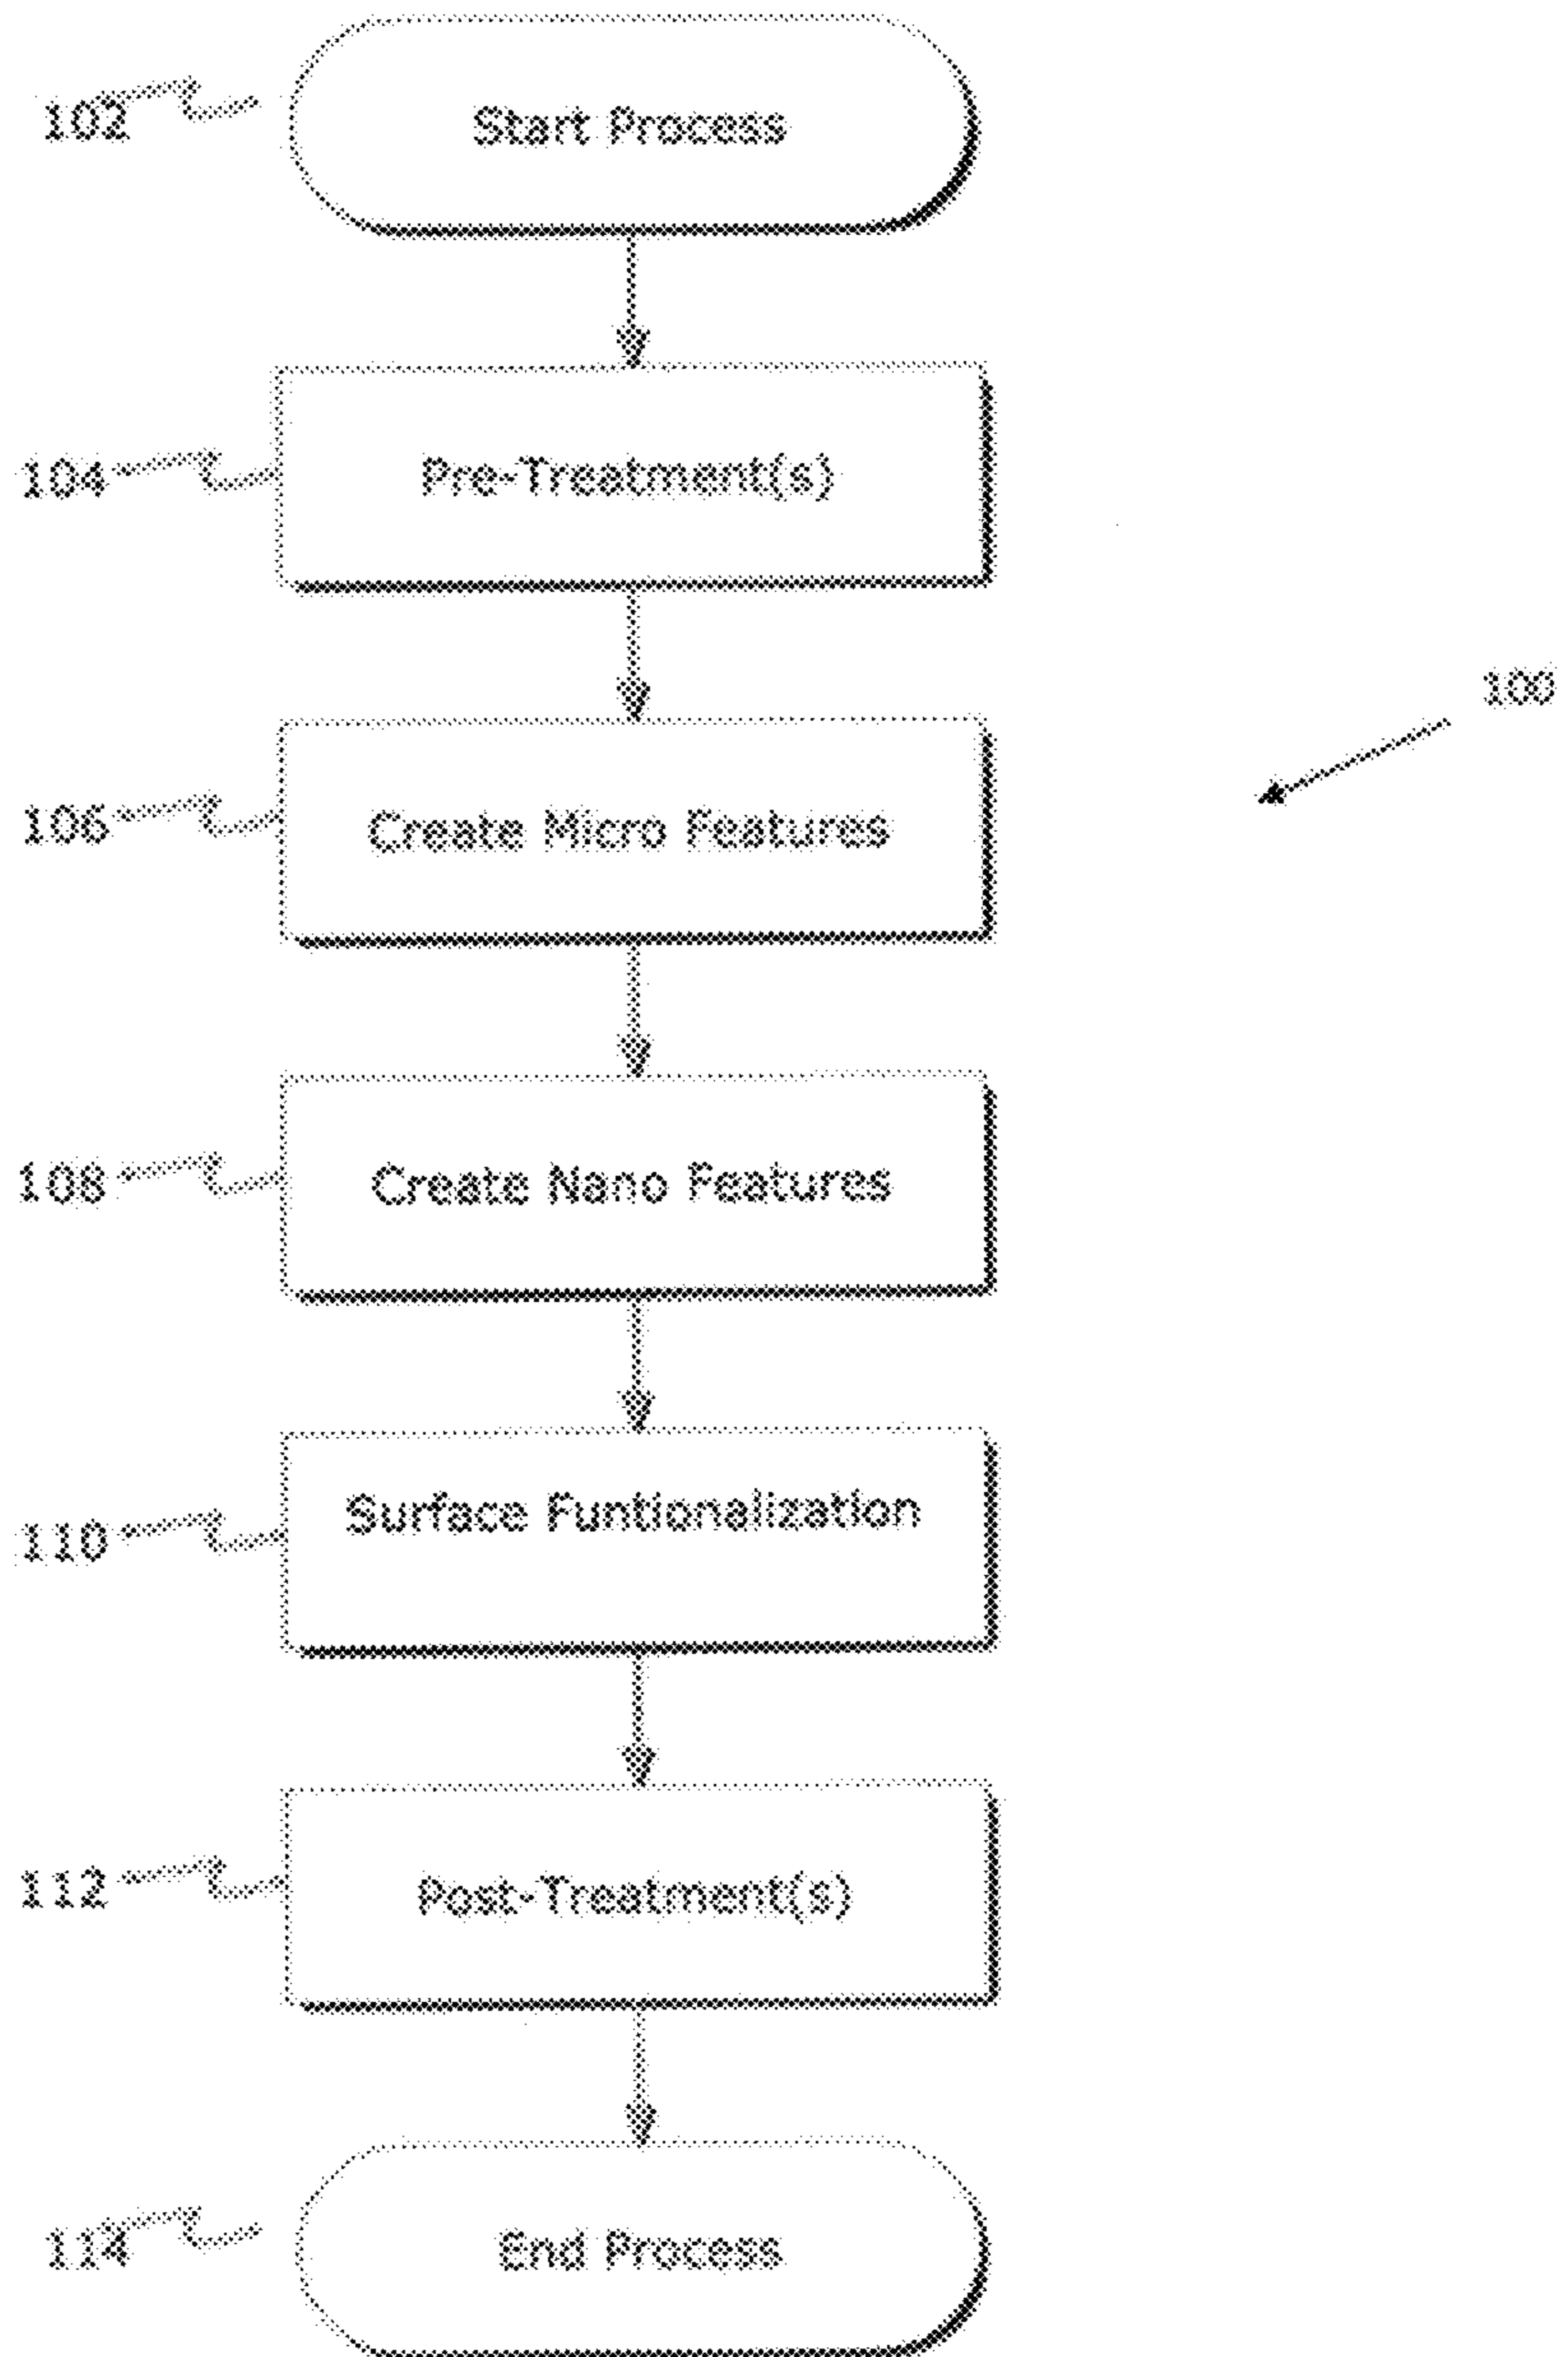 102 Start Process
104 Pre-Treatment(s)
100
106 Create Micro Features
108 Create Nano Features
110 Surface Funtionalization
112 Post-Treatment(s)
114 End Process